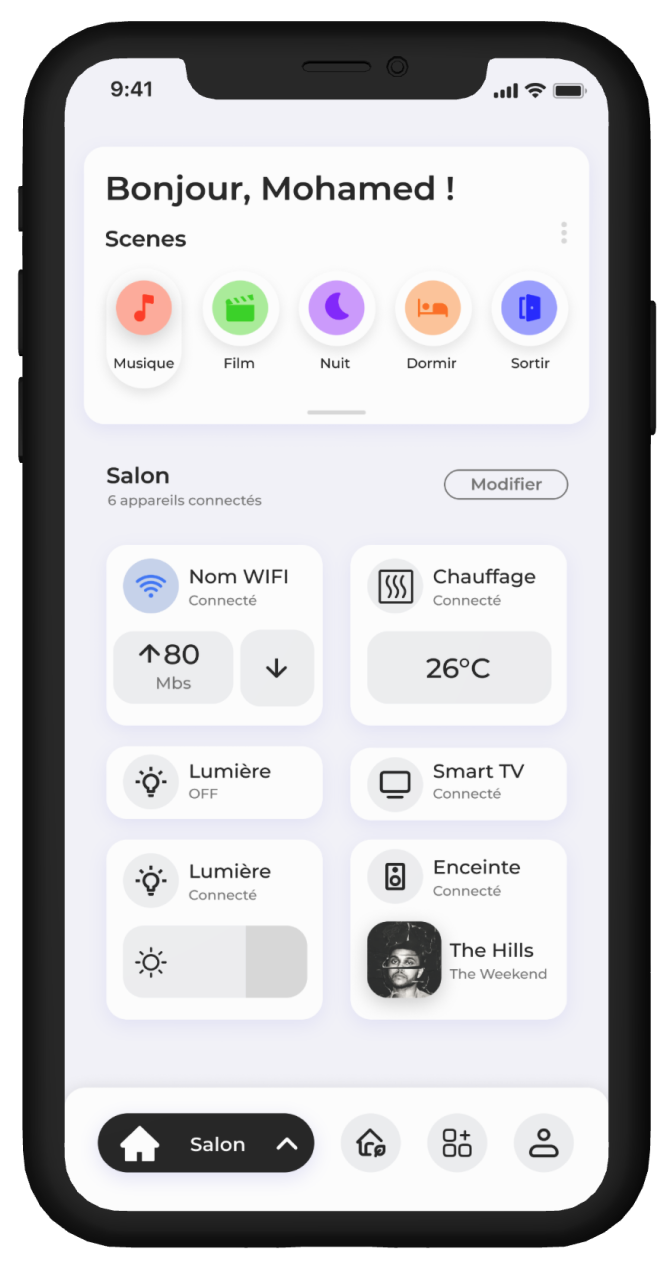 9:41
Bonjour, Mohamed !
Scenes
Musique
Film
Nuit
Dormir
Sortir
Salon
6 appareils connectés
Modifier
Nom WIFI
Connecté
↑80
Mbs
↓
Chauffage
Connecté
26°C
Lumière
OFF
Smart TV
Connecté
Lumière
Connecté
Enceinte
Connecté
The Hills
The Weekend
Salon